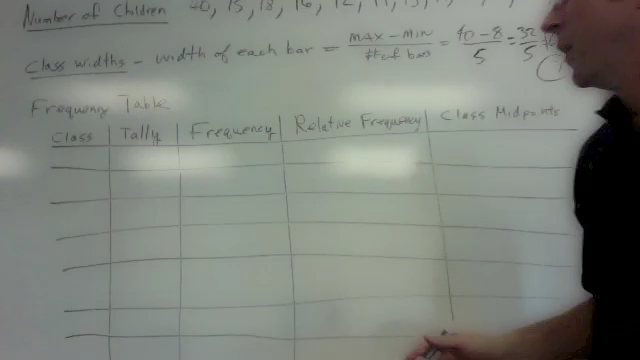 Number of Children 40, 15, 18, 16, 12, 11, 13,
Class widths - width of each bar = MAX - MIN / # of bars = 40 - 8 / 5 = 32 / 5
Frequency Table
Class Tally Frequency Relative Frequency Class Midpoints